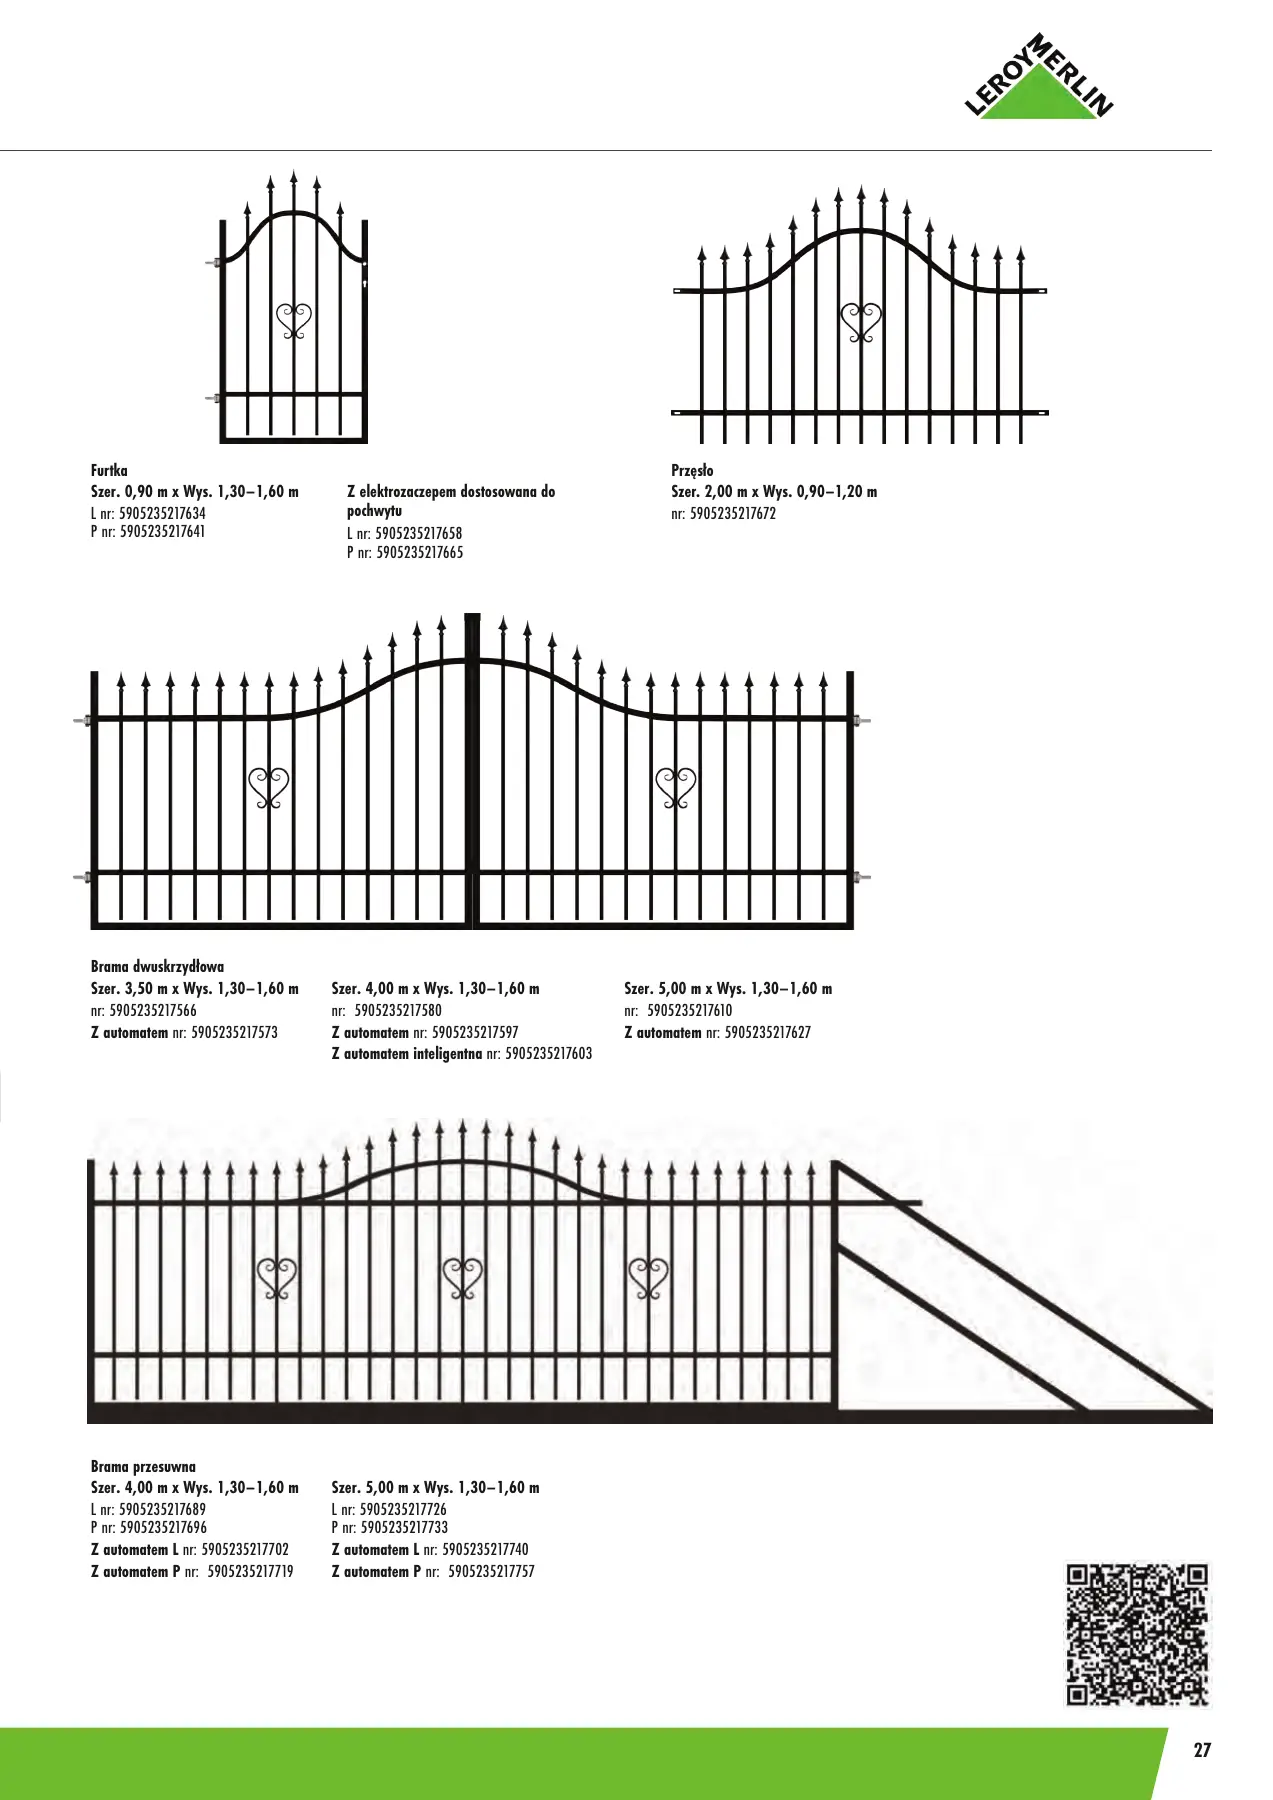 LEROY MERLIN
Furtka
Szer. 0,90 m x Wys. 1,30–1,60 m
L nr: 5905235217634
P nr: 5905235217641
Z elektrozaczepem dostosowana do
pochwytu
L nr: 5905235217658
P nr: 5905235217665
Przęsło
Szer. 2,00 m x Wys. 0,90–1,20 m
nr: 5905235217672
Brama dwuskrzydłowa
Szer. 3,50 m x Wys. 1,30–1,60 m
nr: 5905235217566
Z automatem nr: 5905235217573
Szer. 4,00 m x Wys. 1,30–1,60 m
nr: 5905235217580
Z automatem nr: 5905235217597
Z automatem inteligentna nr: 5905235217603
Szer. 5,00 m x Wys. 1,30–1,60 m
nr: 5905235217610
Z automatem nr: 5905235217627
Brama przesuwna
Szer. 4,00 m x Wys. 1,30–1,60 m
L nr: 5905235217689
P nr: 5905235217696
Z automatem L nr: 5905235217702
Z automatem P nr: 5905235217719
Szer. 5,00 m x Wys. 1,30–1,60 m
L nr: 5905235217726
P nr: 5905235217733
Z automatem L nr: 5905235217740
Z automatem P nr: 5905235217757
27